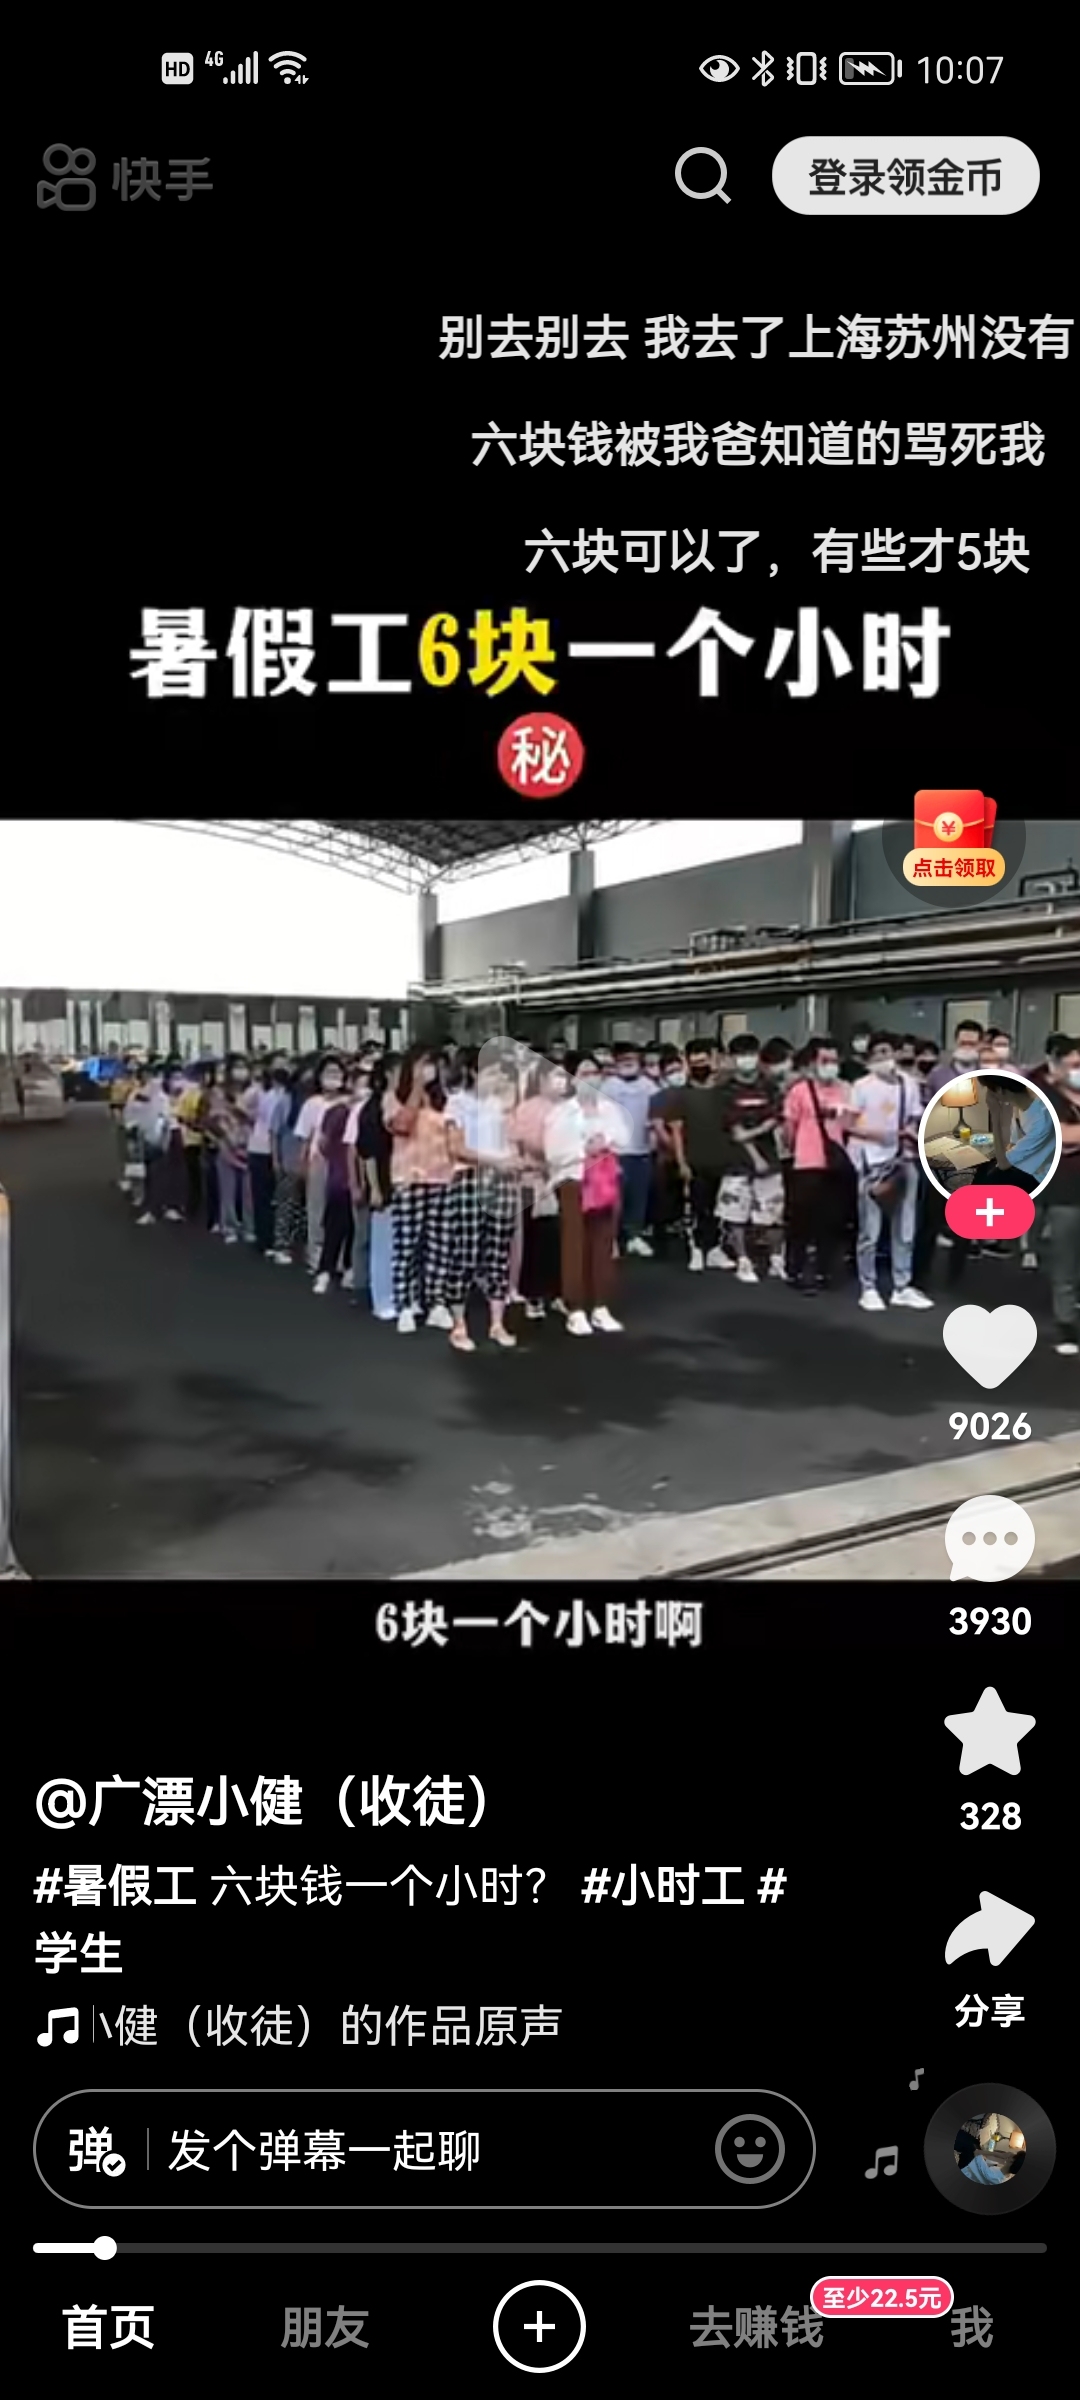 HD 4G 10:07
快手 登录领金币
别去别去 我去了上海苏州没有
六块钱被我爸知道的骂死我
六块可以了，有些才5块
暑假工6块一个小时
秘
¥
点击领取
9026
3930
6块一个小时啊
328
@广漂小健（收徒）
#暑假工 六块钱一个小时？ #小时工 #
学生
分享
健（收徒）的作品原声
弹 发个弹幕一起聊
至少22.5元
首页 朋友 去赚钱 我